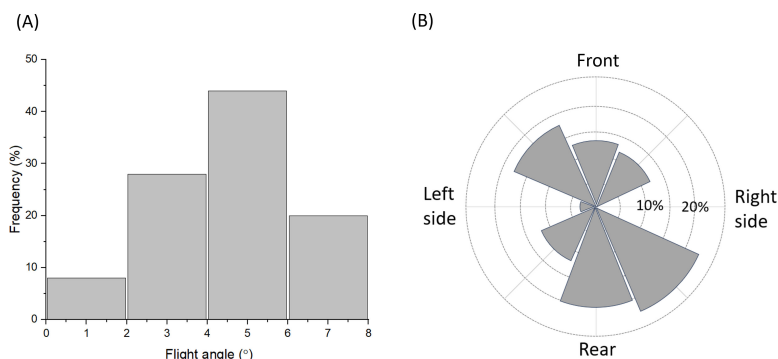 (A)
(B)
50
40
30
20
10
0
Frequency (%)
0 1 2 3 4 5 6 7 8
Flight angle (°)
Front
Left
side
10%
20%
Right
side
Rear